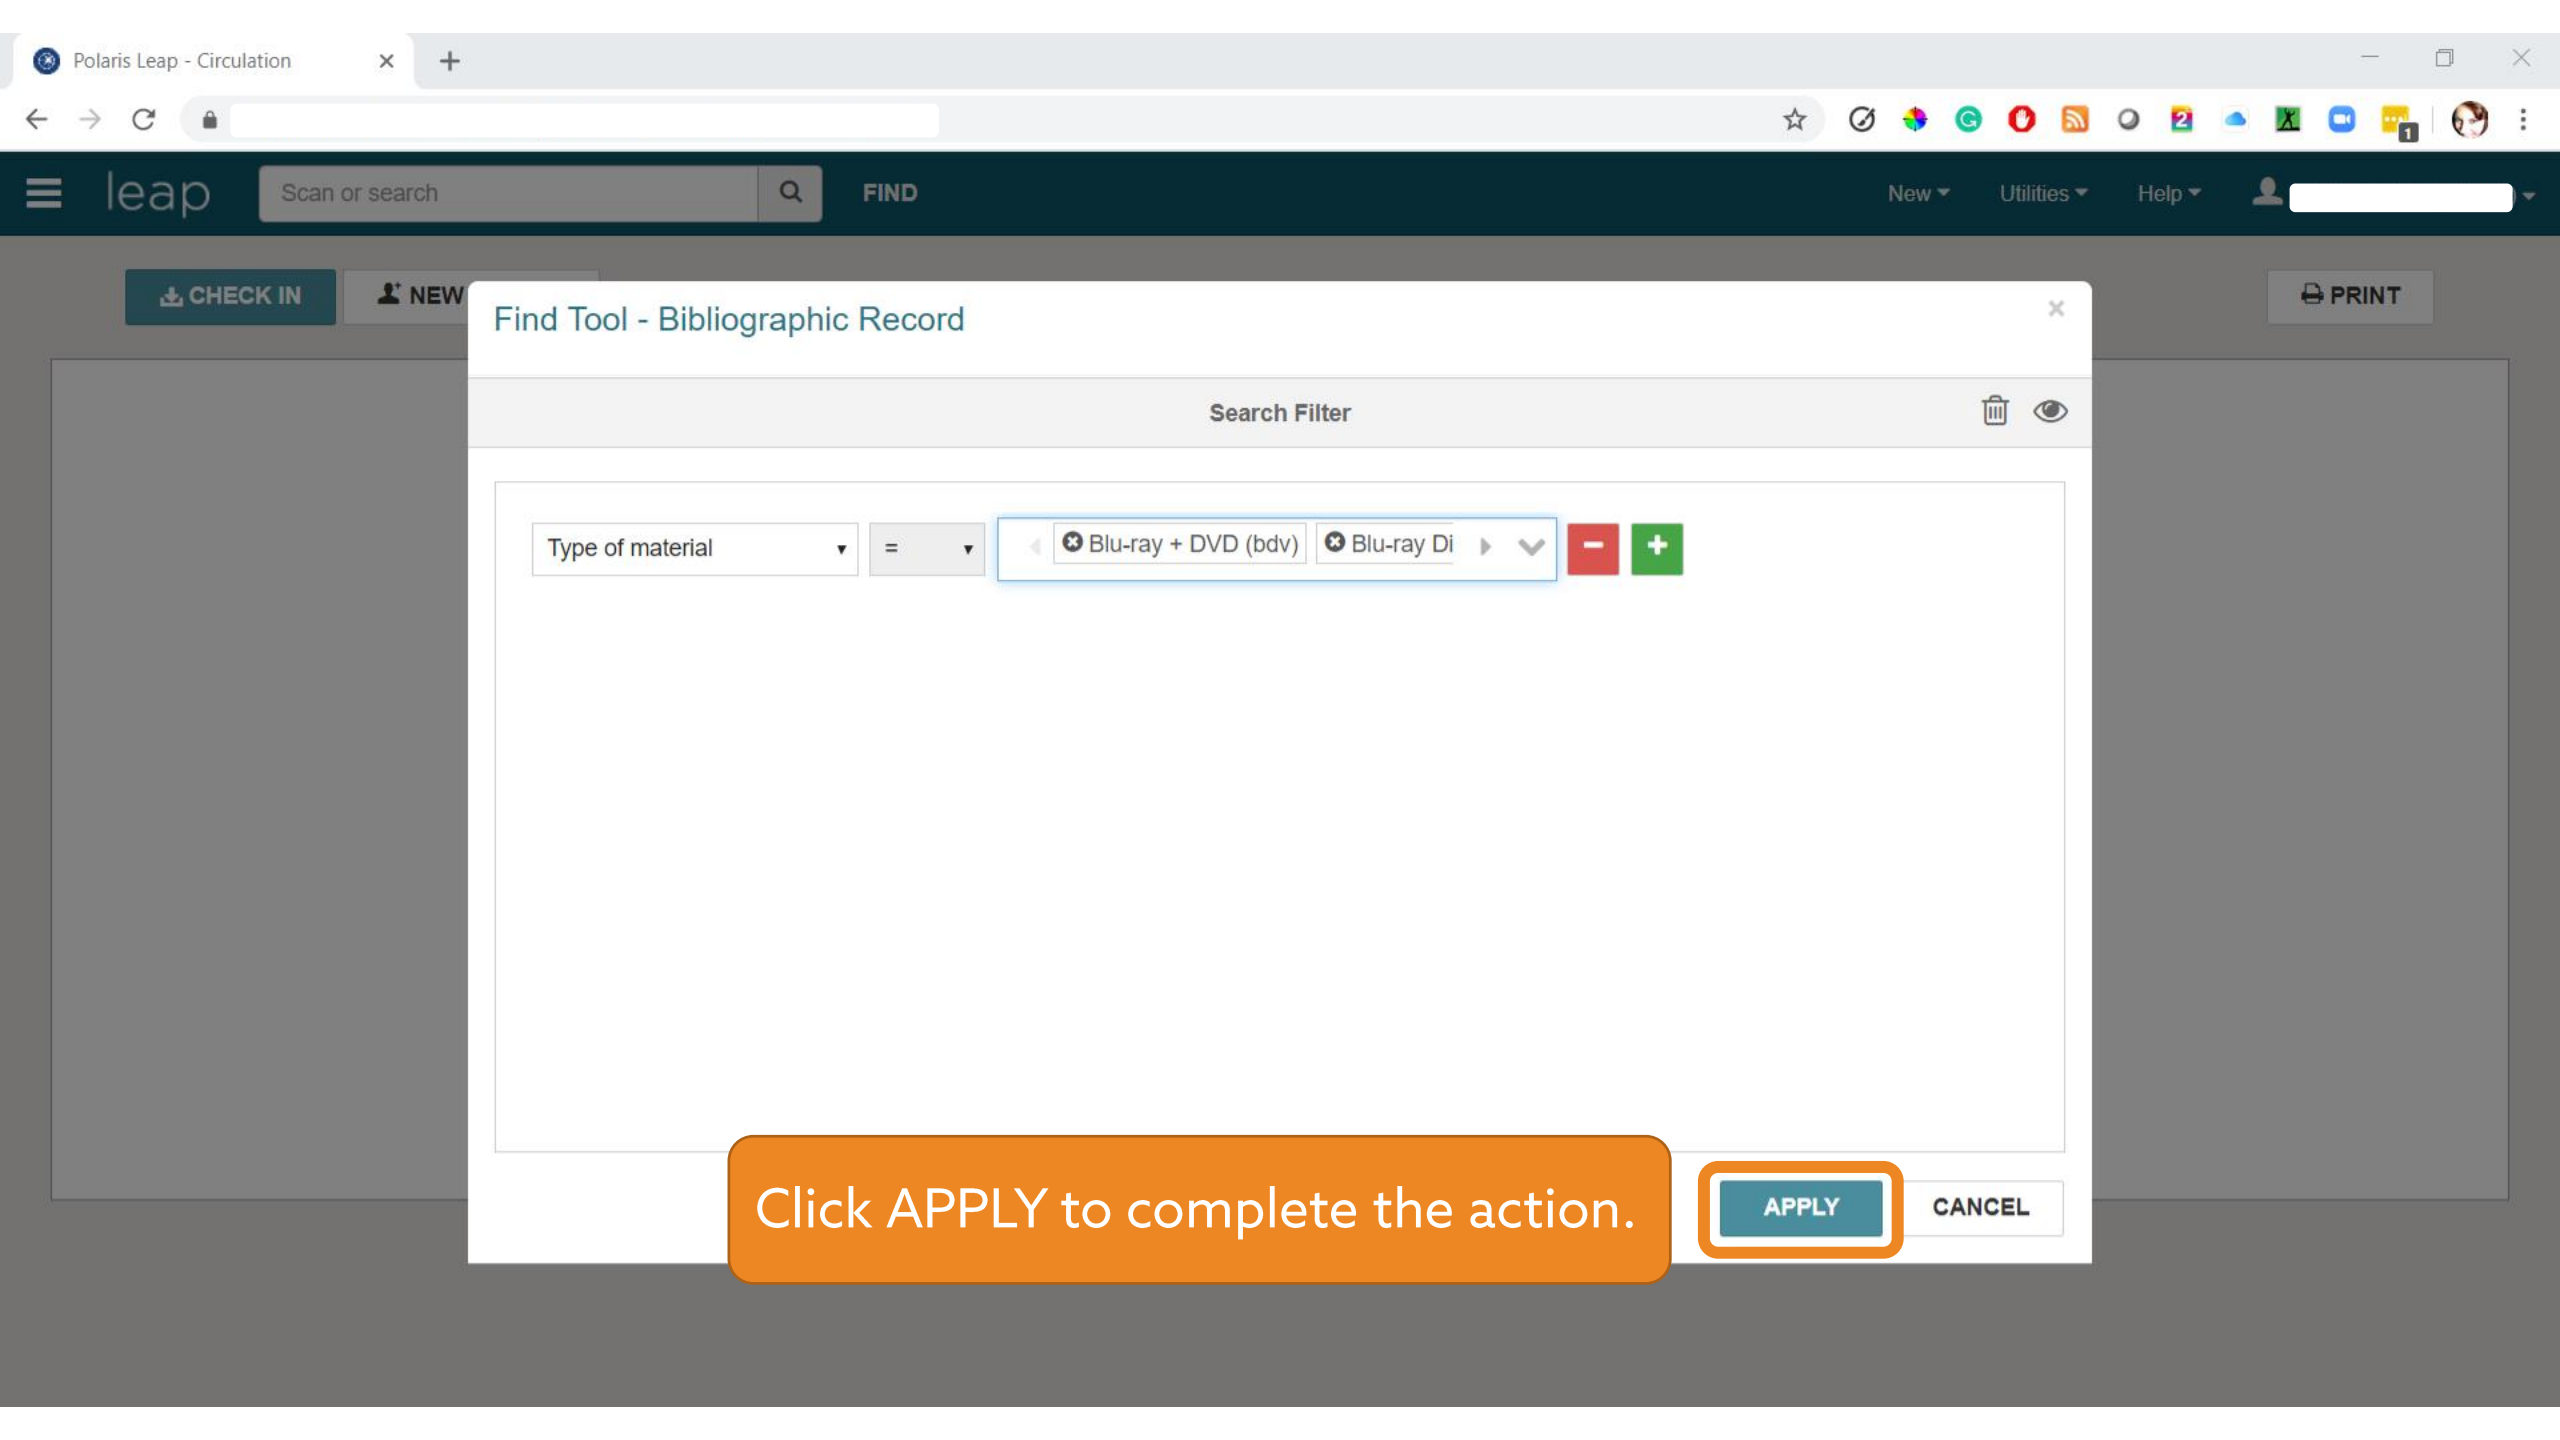 Polaris Leap - Circulation
2
1
leap
Scan or search
FIND
New
Utilities
Help
CHECK IN
NEW
PRINT
Find Tool - Bibliographic Record
Search Filter
Type of material
=
Blu-ray + DVD (bdv)
Blu-ray Di
Click APPLY to complete the action.
APPLY
CANCEL